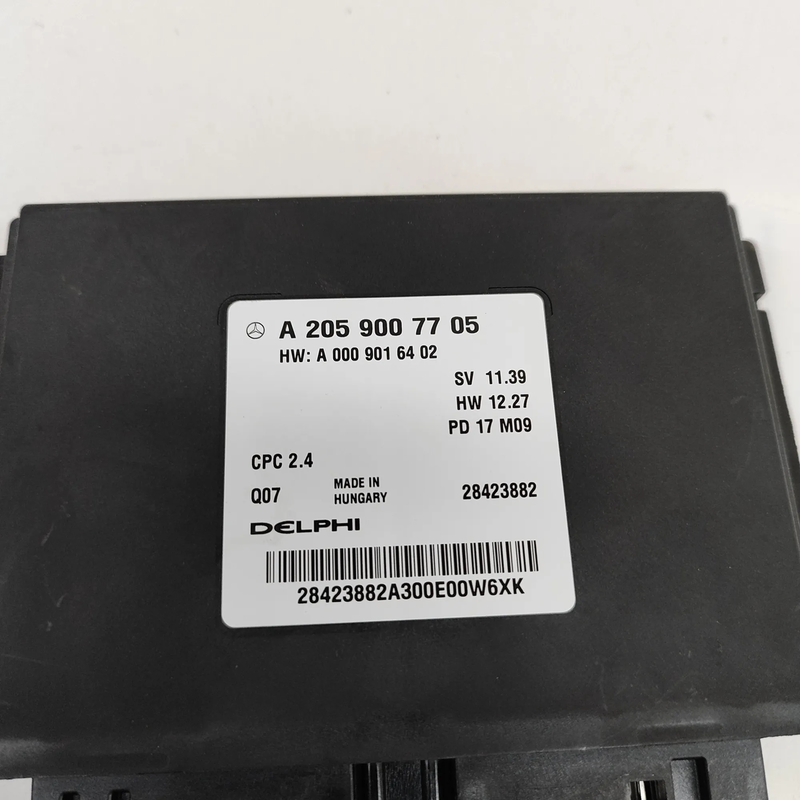 A 205 900 77 05
HW: A 000 901 64 02
SV 11.39
HW 12.27
PD 17 M09
CPC 2.4
Q07 MADE IN HUNGARY 28423882
DELPHI
28423882A300E00W6XK